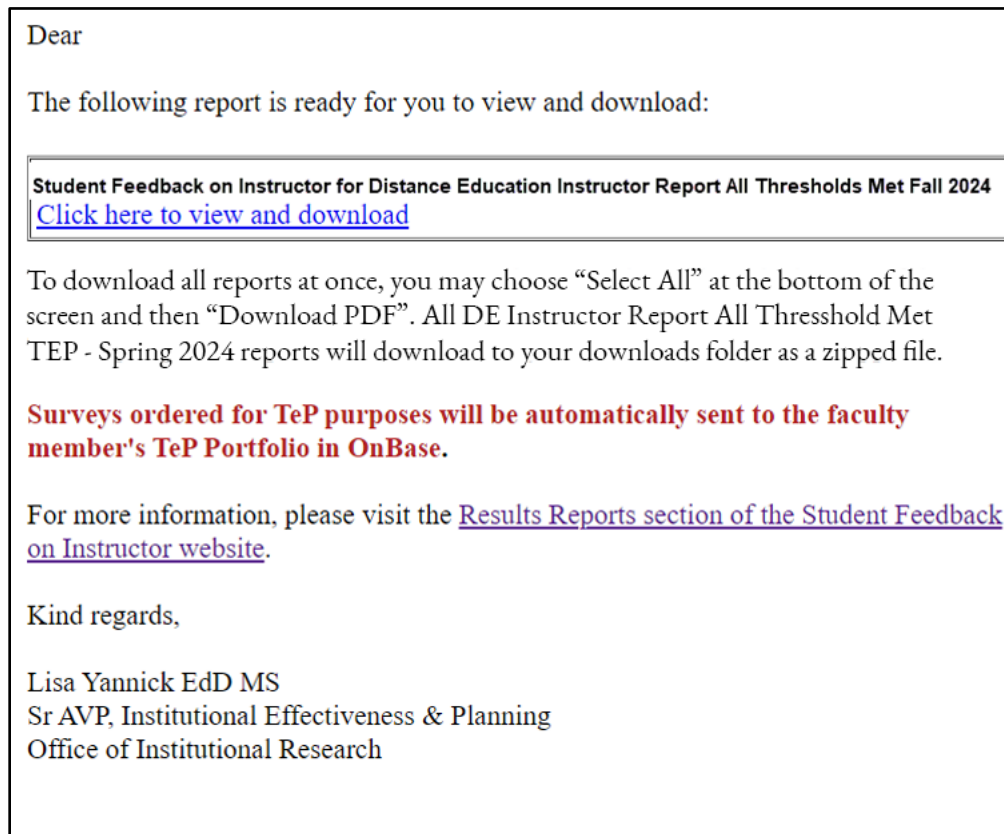 Dear
The following report is ready for you to view and download:
Student Feedback on Instructor for Distance Education Instructor Report All Thresholds Met Fall 2024
Click here to view and download
To download all reports at once, you may choose “Select All” at the bottom of the
screen and then “Download PDF”. All DE Instructor Report All Thresshold Met
TEP - Spring 2024 reports will download to your downloads folder as a zipped file.
Surveys ordered for TeP purposes will be automatically sent to the faculty
member's TeP Portfolio in OnBase.
For more information, please visit the Results Reports section of the Student Feedback
on Instructor website.
Kind regards,
Lisa Yannick EdD MS
Sr AVP, Institutional Effectiveness & Planning
Office of Institutional Research